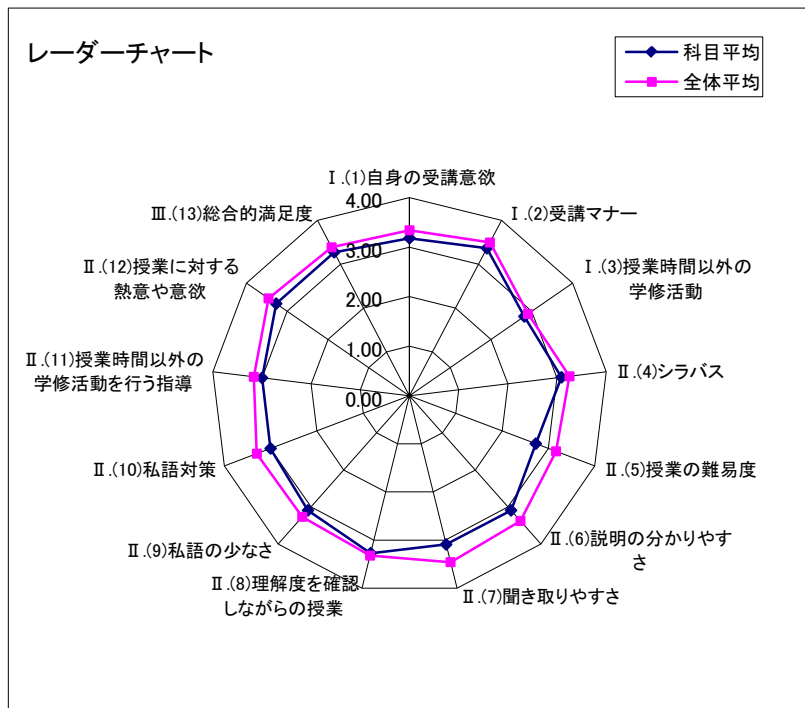 レーダーチャート
科目平均
全体平均
Ⅰ.(1)自身の受講意欲
Ⅰ.(2)受講マナー
Ⅰ.(3)授業時間以外の
学修活動
Ⅱ.(4)シラバス
Ⅱ.(5)授業の難易度
Ⅱ.(6)説明の分かりやす
さ
Ⅱ.(7)聞き取りやすさ
Ⅱ.(8)理解度を確認
しながらの授業
Ⅱ.(9)私語の少なさ
Ⅱ.(10)私語対策
Ⅱ.(11)授業時間以外の
学修活動を行う指導
Ⅱ.(12)授業に対する
熱意や意欲
Ⅲ.(13)総合的満足度
4.00
3.00
2.00
1.00
0.00